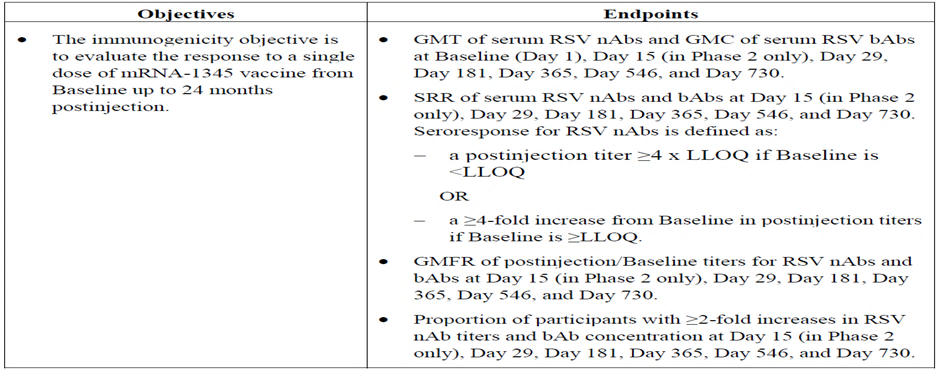 Objectives
Endpoints
• The immunogenicity objective is
to evaluate the response to a single
dose of mRNA-1345 vaccine from
Baseline up to 24 months
postinjection.
• GMT of serum RSV nAbs and GMC of serum RSV bAbs
at Baseline (Day 1), Day 15 (in Phase 2 only), Day 29,
Day 181, Day 365, Day 546, and Day 730.
• SRR of serum RSV nAbs and bAbs at Day 15 (in Phase 2
only), Day 29, Day 181, Day 365, Day 546, and Day 730.
Seroresponse for RSV nAbs is defined as:
– a postinjection titer ≥4 x LLOQ if Baseline is
<LLOQ
OR
– a ≥4-fold increase from Baseline in postinjection titers
if Baseline is ≥LLOQ.
• GMFR of postinjection/Baseline titers for RSV nAbs and
bAbs at Day 15 (in Phase 2 only), Day 29, Day 181, Day
365, Day 546, and Day 730.
• Proportion of participants with ≥2-fold increases in RSV
nAb titers and bAb concentration at Day 15 (in Phase 2
only), Day 29, Day 181, Day 365, Day 546, and Day 730.